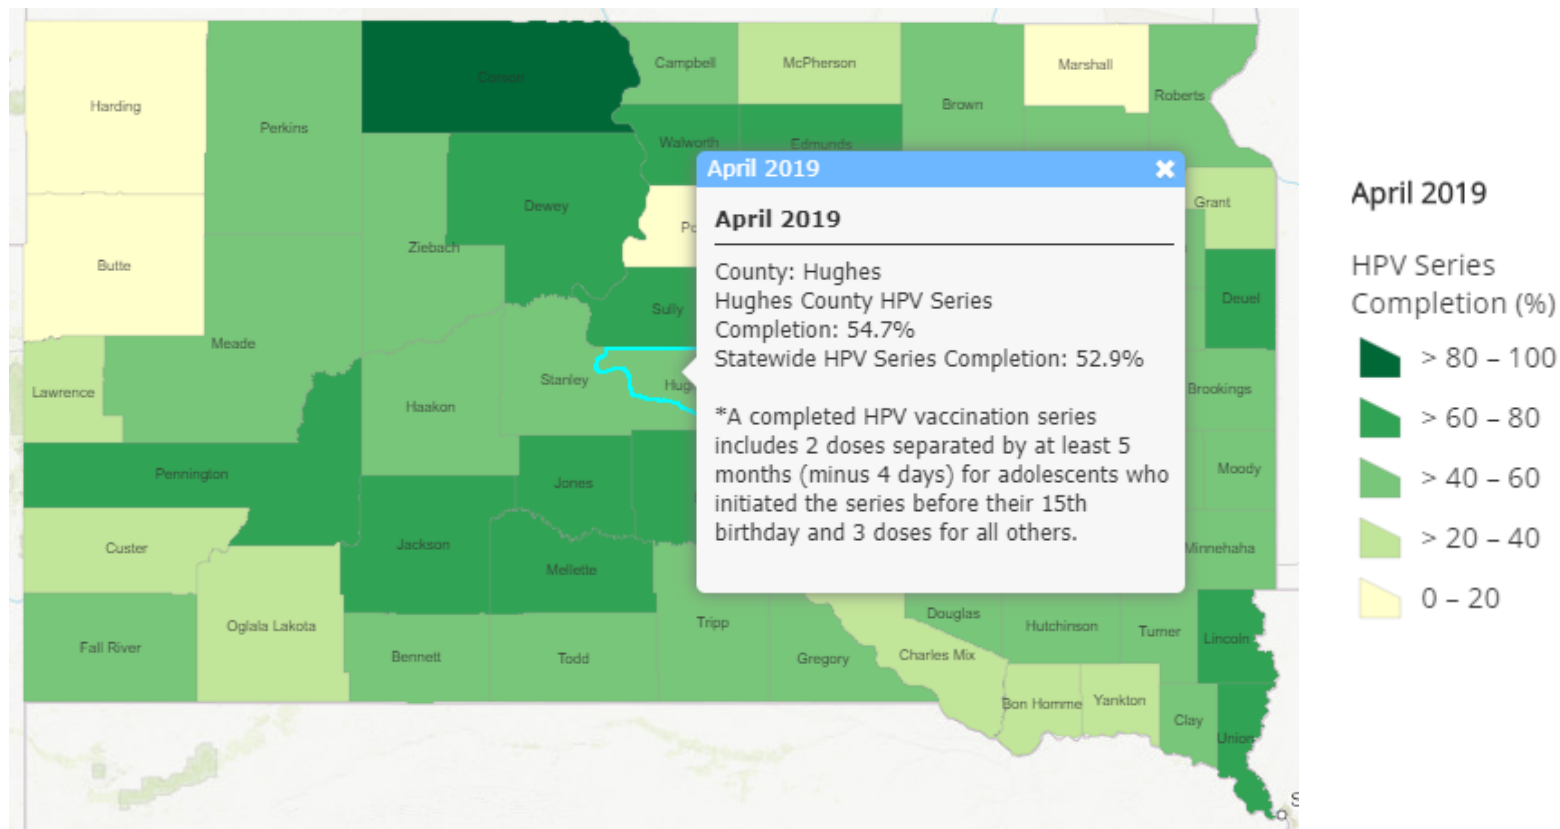 Corson
Campbell
McPherson
Marshall
Harding
Perkins
Brown
Roberts
Walworth
Edmunds
April 2019
April 2019
County: Hughes
Hughes County HPV Series
Completion: 54.7%
Statewide HPV Series Completion: 52.9%
*A completed HPV vaccination series
includes 2 doses separated by at least 5
months (minus 4 days) for adolescents who
initiated the series before their 15th
birthday and 3 doses for all others.
Dewey
Grant
Ziebach
Butte
Deuel
Sully
Meade
Stanley
Hug
Lawrence
Haakon
Brookings
Pennington
Jones
Moody
Custer
Jackson
Mellette
Minnehaha
Oglala Lakota
Fall River
Bennett
Todd
Tripp
Gregory
Douglas
Hutchinson
Turner
Lincoln
Charles Mix
Bon Homme
Yankton
Clay
Union
April 2019
HPV Series
Completion (%)
> 80 – 100
> 60 – 80
> 40 – 60
> 20 – 40
0 – 20